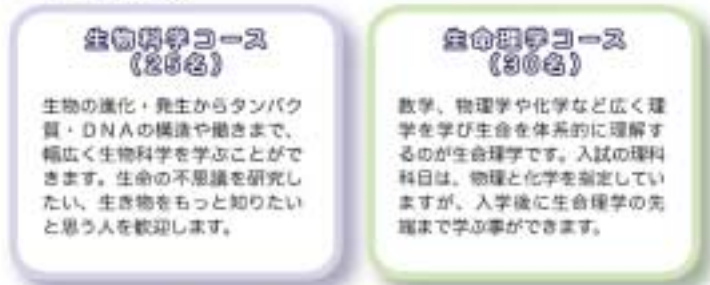 生物科学コース
(25名)
生物の進化・発生からタンパク
質・DNAの構造や働きまで、
幅広く生物科学を学ぶことがで
きます。生命の不思議を研究し
たい、生き物をもっと知りたい
と思う人を歓迎します。
生命理学コース
(30名)
数学、物理学や化学など広く理
学を学び生命を体系的に理解す
るのが生命理学です。入試の理科
科目は、物理と化学を指定してい
ますが、入学後に生命理学の先
端まで学ぶ事ができます。